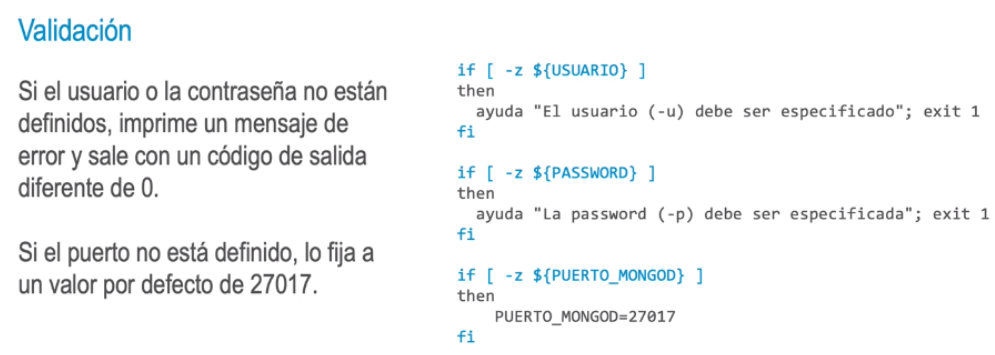 Validación
Si el usuario o la contraseña no están
definidos, imprime un mensaje de
error y sale con un código de salida
diferente de 0.
Si el puerto no está definido, lo fija a
un valor por defecto de 27017.
if [ -z ${USUARIO} ]
then
  ayuda "El usuario (-u) debe ser especificado"; exit 1
fi
if [ -z ${PASSWORD} ]
then
  ayuda "La password (-p) debe ser especificada"; exit 1
fi
if [ -z ${PUERTO_MONGOD} ]
then
    PUERTO_MONGOD=27017
fi